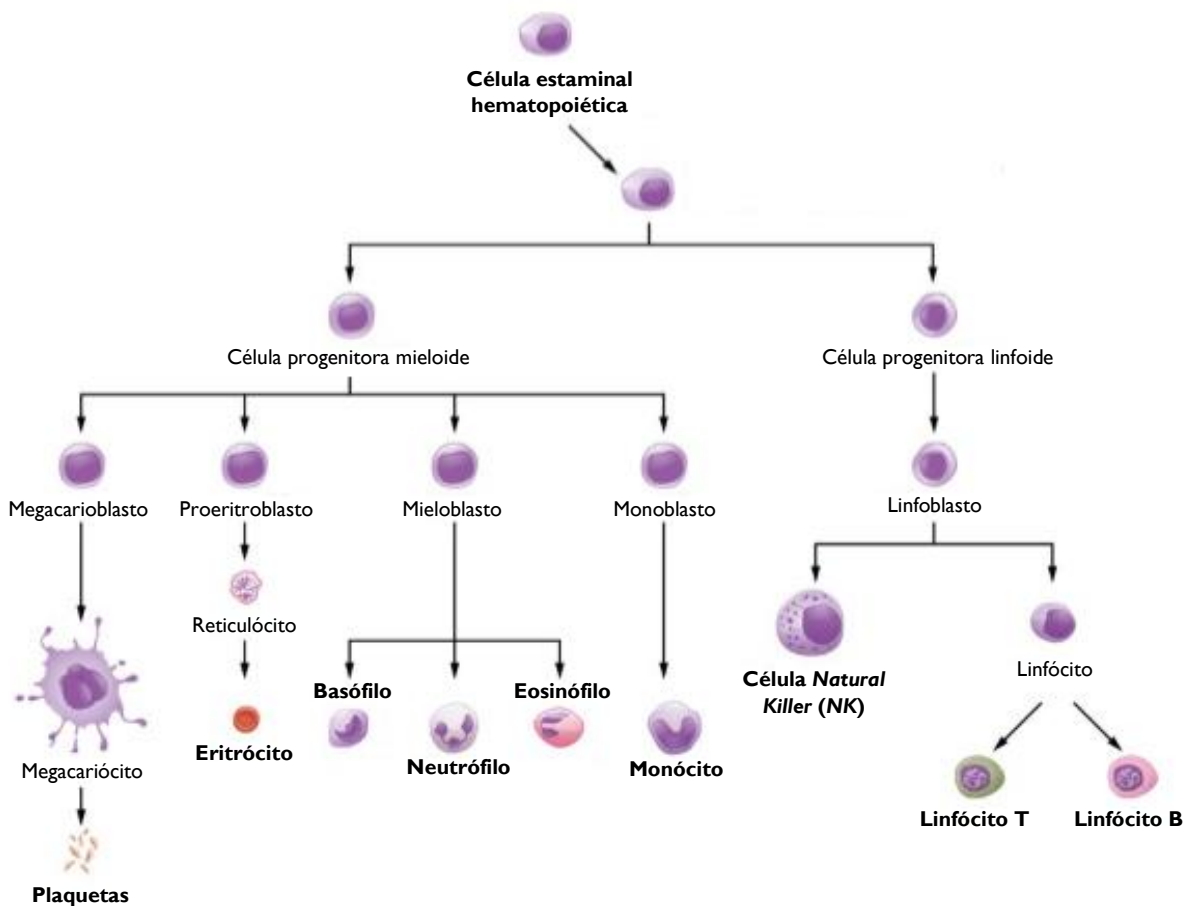 Célula estaminal
hematopoiética
Célula progenitora mieloide
Célula progenitora linfoide
Megacarioblasto
Proeritroblasto
Mieloblasto
Monoblasto
Linfoblasto
Reticulócito
Basófilo
Eosinófilo
Célula Natural
Killer (NK)
Linfócito
Eritrócito
Neutrófilo
Monócito
Megacariócito
Linfócito T
Linfócito B
Plaquetas